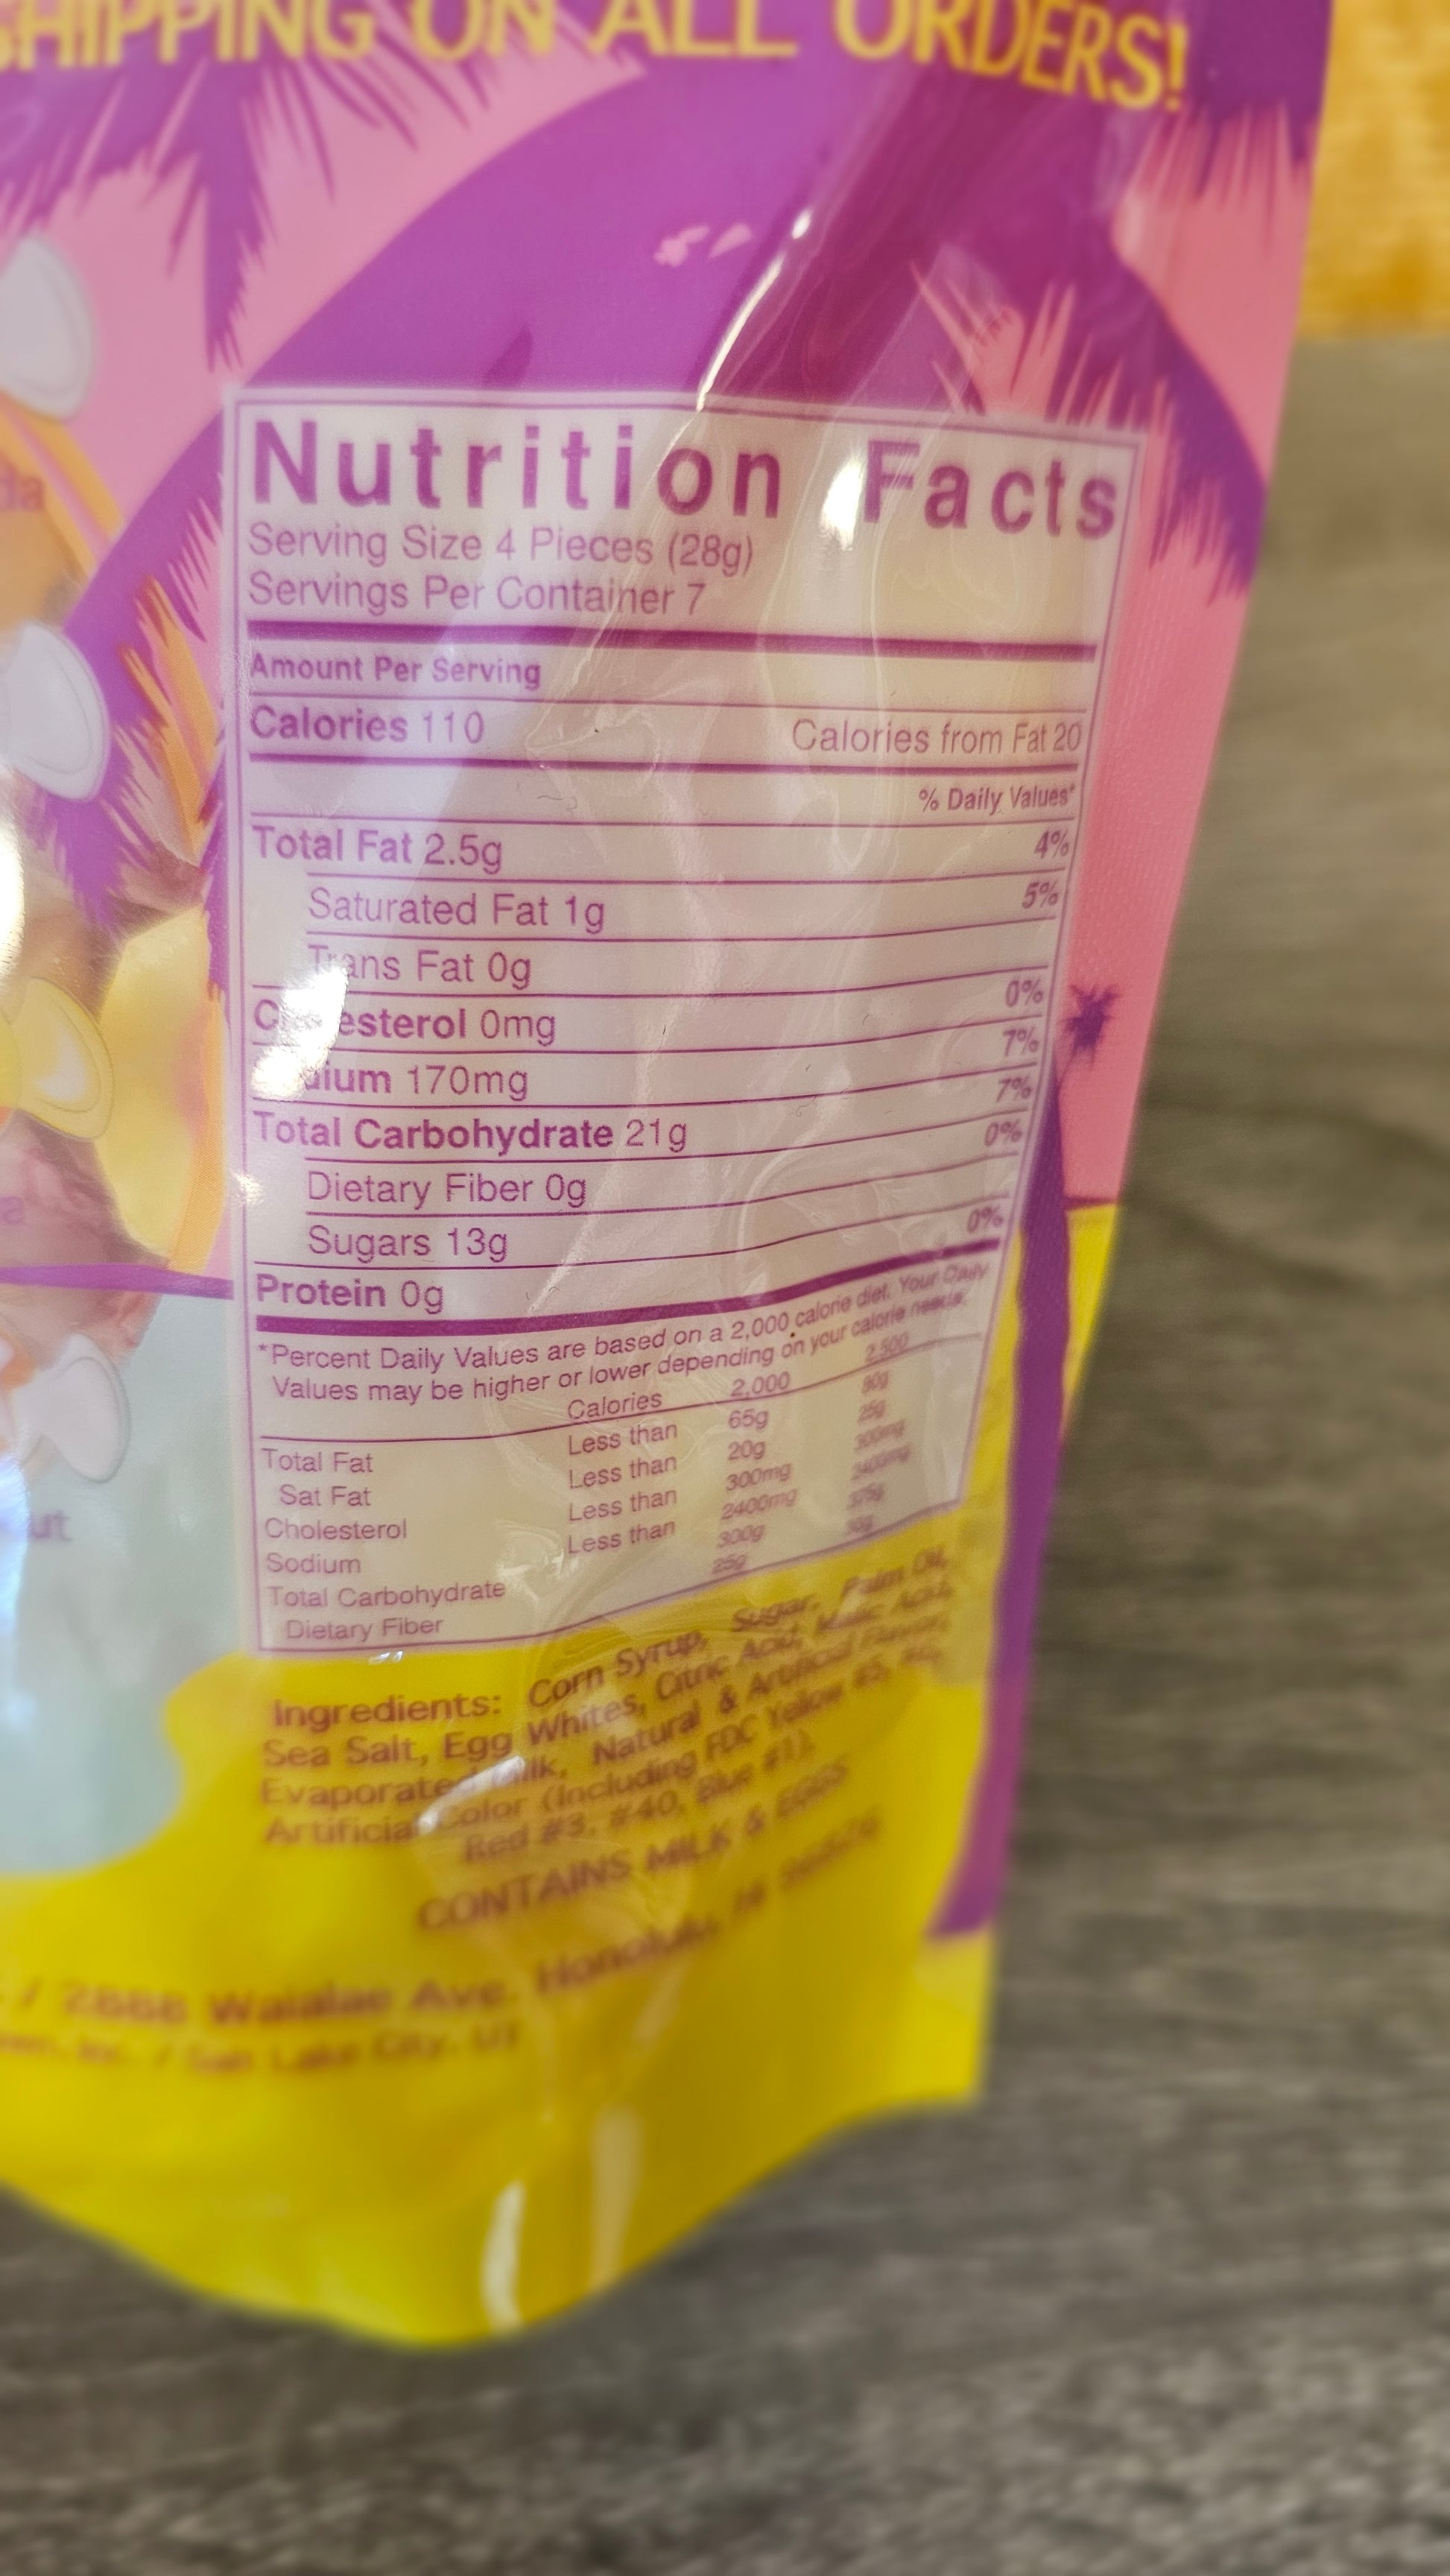 SHIPPING ON ALL ORDERS!
Nutrition Facts
Serving Size 4 Pieces (28g)
Servings Per Container 7
Amount Per Serving
Calories 110 Calories from Fat 20
% Daily Values*
Total Fat 2.5g 4%
Saturated Fat 1g 5%
Trans Fat 0g
Cholesterol 0mg 0%
Sodium 170mg 7%
Total Carbohydrate 21g 7%
Dietary Fiber 0g 0%
Sugars 13g
Protein 0g 0%
*Percent Daily Values are based on a 2,000 calorie diet. Your Daily
Values may be higher or lower depending on your calorie needs.
Calories 2,000 2,500
Total Fat Less than 65g 80g
Sat Fat Less than 20g 25g
Cholesterol Less than 300mg 300mg
Sodium Less than 2400mg 2400mg
Total Carbohydrate 300g 375g
Dietary Fiber 25g 30g
Ingredients: Corn Syrup, Sugar, Palm Oil,
Sea Salt, Egg Whites, Citric Acid, Malic Acid,
Evaporated Milk, Natural & Artificial Flavor,
Artificial Color (including FDC Yellow #5, #6,
Red #3, #40, Blue #1).
CONTAINS MILK & EGGS
/ 2888 Waialae Ave. Honolulu, HI
/ Salt Lake City, UT